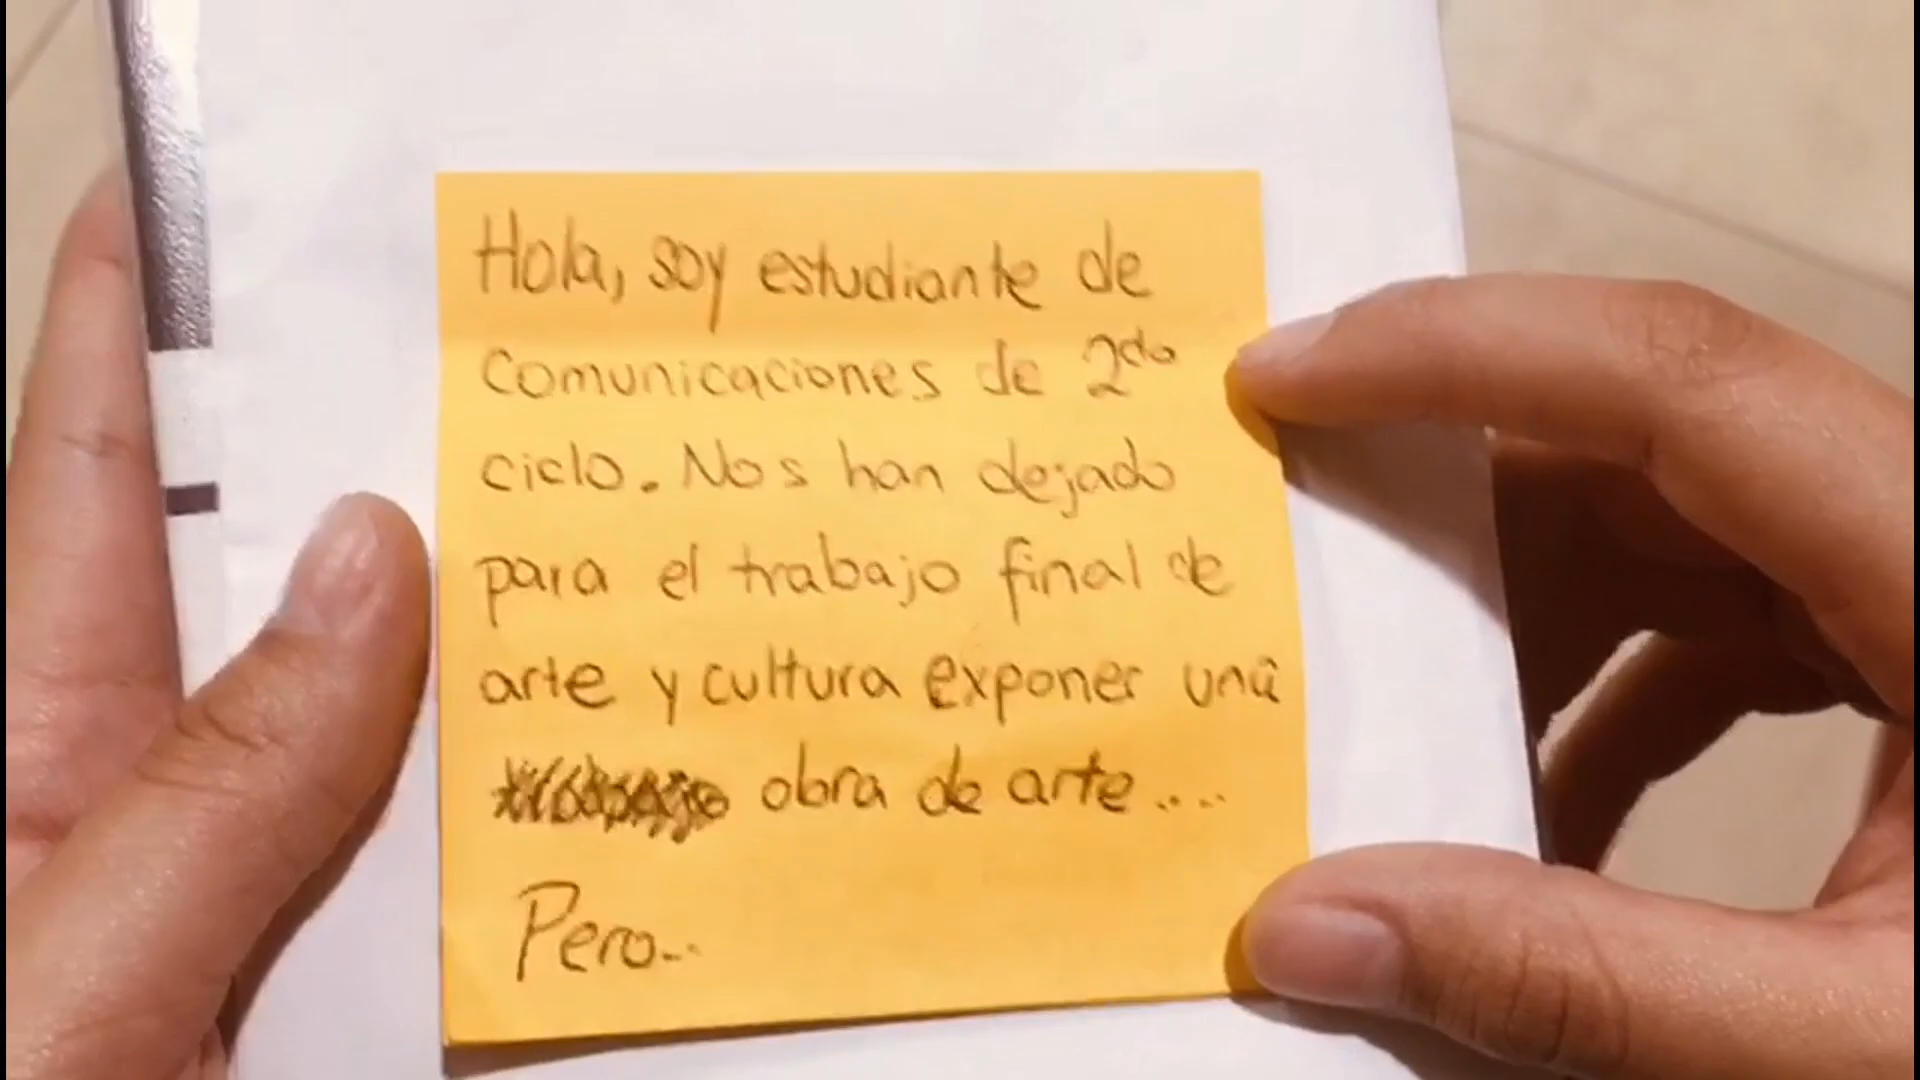 Hola, soy estudiante de
Comunicaciones de 2do
ciclo. Nos han dejado
para el trabajo final de
arte y cultura exponer una
obra de arte....
Pero...